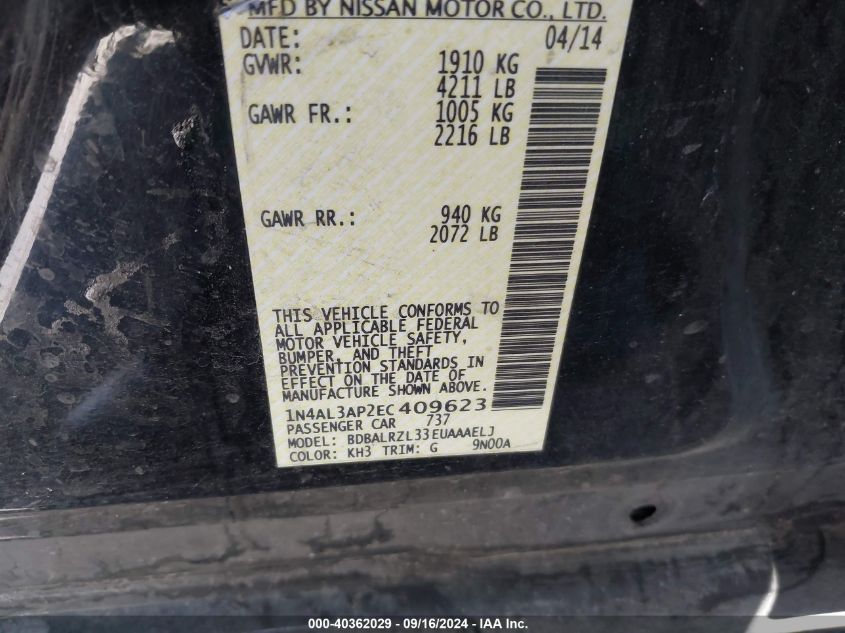 MFD BY NISSAN MOTOR CO., LTD.
DATE: 04/14
GVWR: 1910 KG
4211 LB
GAWR FR.: 1005 KG
2216 LB
GAWR RR.: 940 KG
2072 LB
THIS VEHICLE CONFORMS TO
ALL APPLICABLE FEDERAL
MOTOR VEHICLE SAFETY,
BUMPER, AND THEFT
PREVENTION STANDARDS IN
EFFECT ON THE DATE OF
MANUFACTURE SHOWN ABOVE.
1N4AL3AP2EC409623
PASSENGER CAR 737
MODEL: BDBALRZL33EUAAAELJ
COLOR: KH3 TRIM: G 9N00A
000-40362029 - 09/16/2024 - IAA Inc.